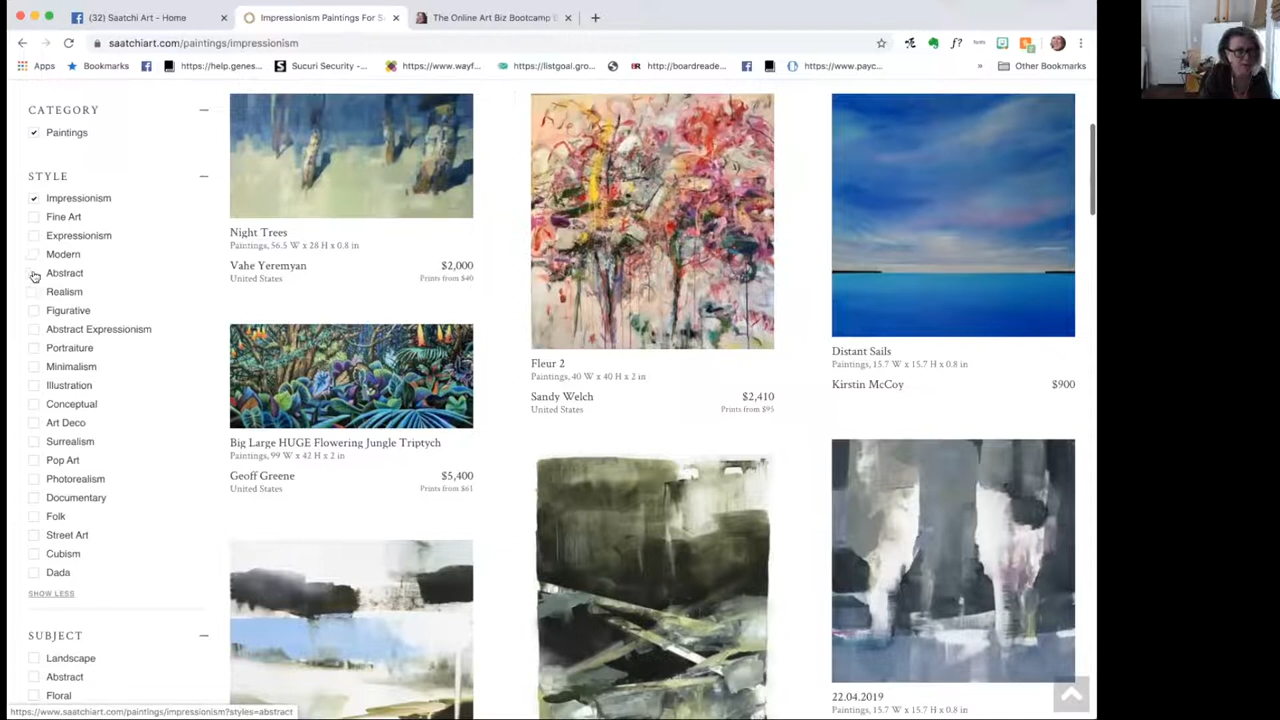 (32) Saatchi Art - Home
Impressionism Paintings For S
The Online Art Biz Bootcamp
saatchiart.com/paintings/impressionism
f?
Apps
Bookmarks
https://help.genes...
Sucuri Security -...
https://www.wayf...
https://listgoal.gro...
http://boardreade...
https://www.payc...
»
Other Bookmarks
CATEGORY
Paintings
STYLE
Impressionism
Fine Art
Expressionism
Modern
Abstract
Realism
Figurative
Abstract Expressionism
Portraiture
Minimalism
Illustration
Conceptual
Art Deco
Surrealism
Pop Art
Photorealism
Documentary
Folk
Street Art
Cubism
Dada
SHOW LESS
SUBJECT
Landscape
Abstract
Floral
Night Trees
Paintings, 56.5 W x 28 H x 0.8 in
Vahe Yeremyan $2,000
United States Prints from $40
Big Large HUGE Flowering Jungle Triptych
Paintings, 99 W x 42 H x 2 in
Geoff Greene $5,400
United States Prints from $61
Fleur 2
Paintings, 40 W x 40 H x 2 in
Sandy Welch $2,410
United States Prints from $95
Distant Sails
Paintings, 15.7 W x 15.7 H x 0.8 in
Kirstin McCoy $900
22.04.2019
Paintings, 15.7 W x 15.7 H x 0.8 in
https://www.saatchiart.com/paintings/impressionism?styles=abstract